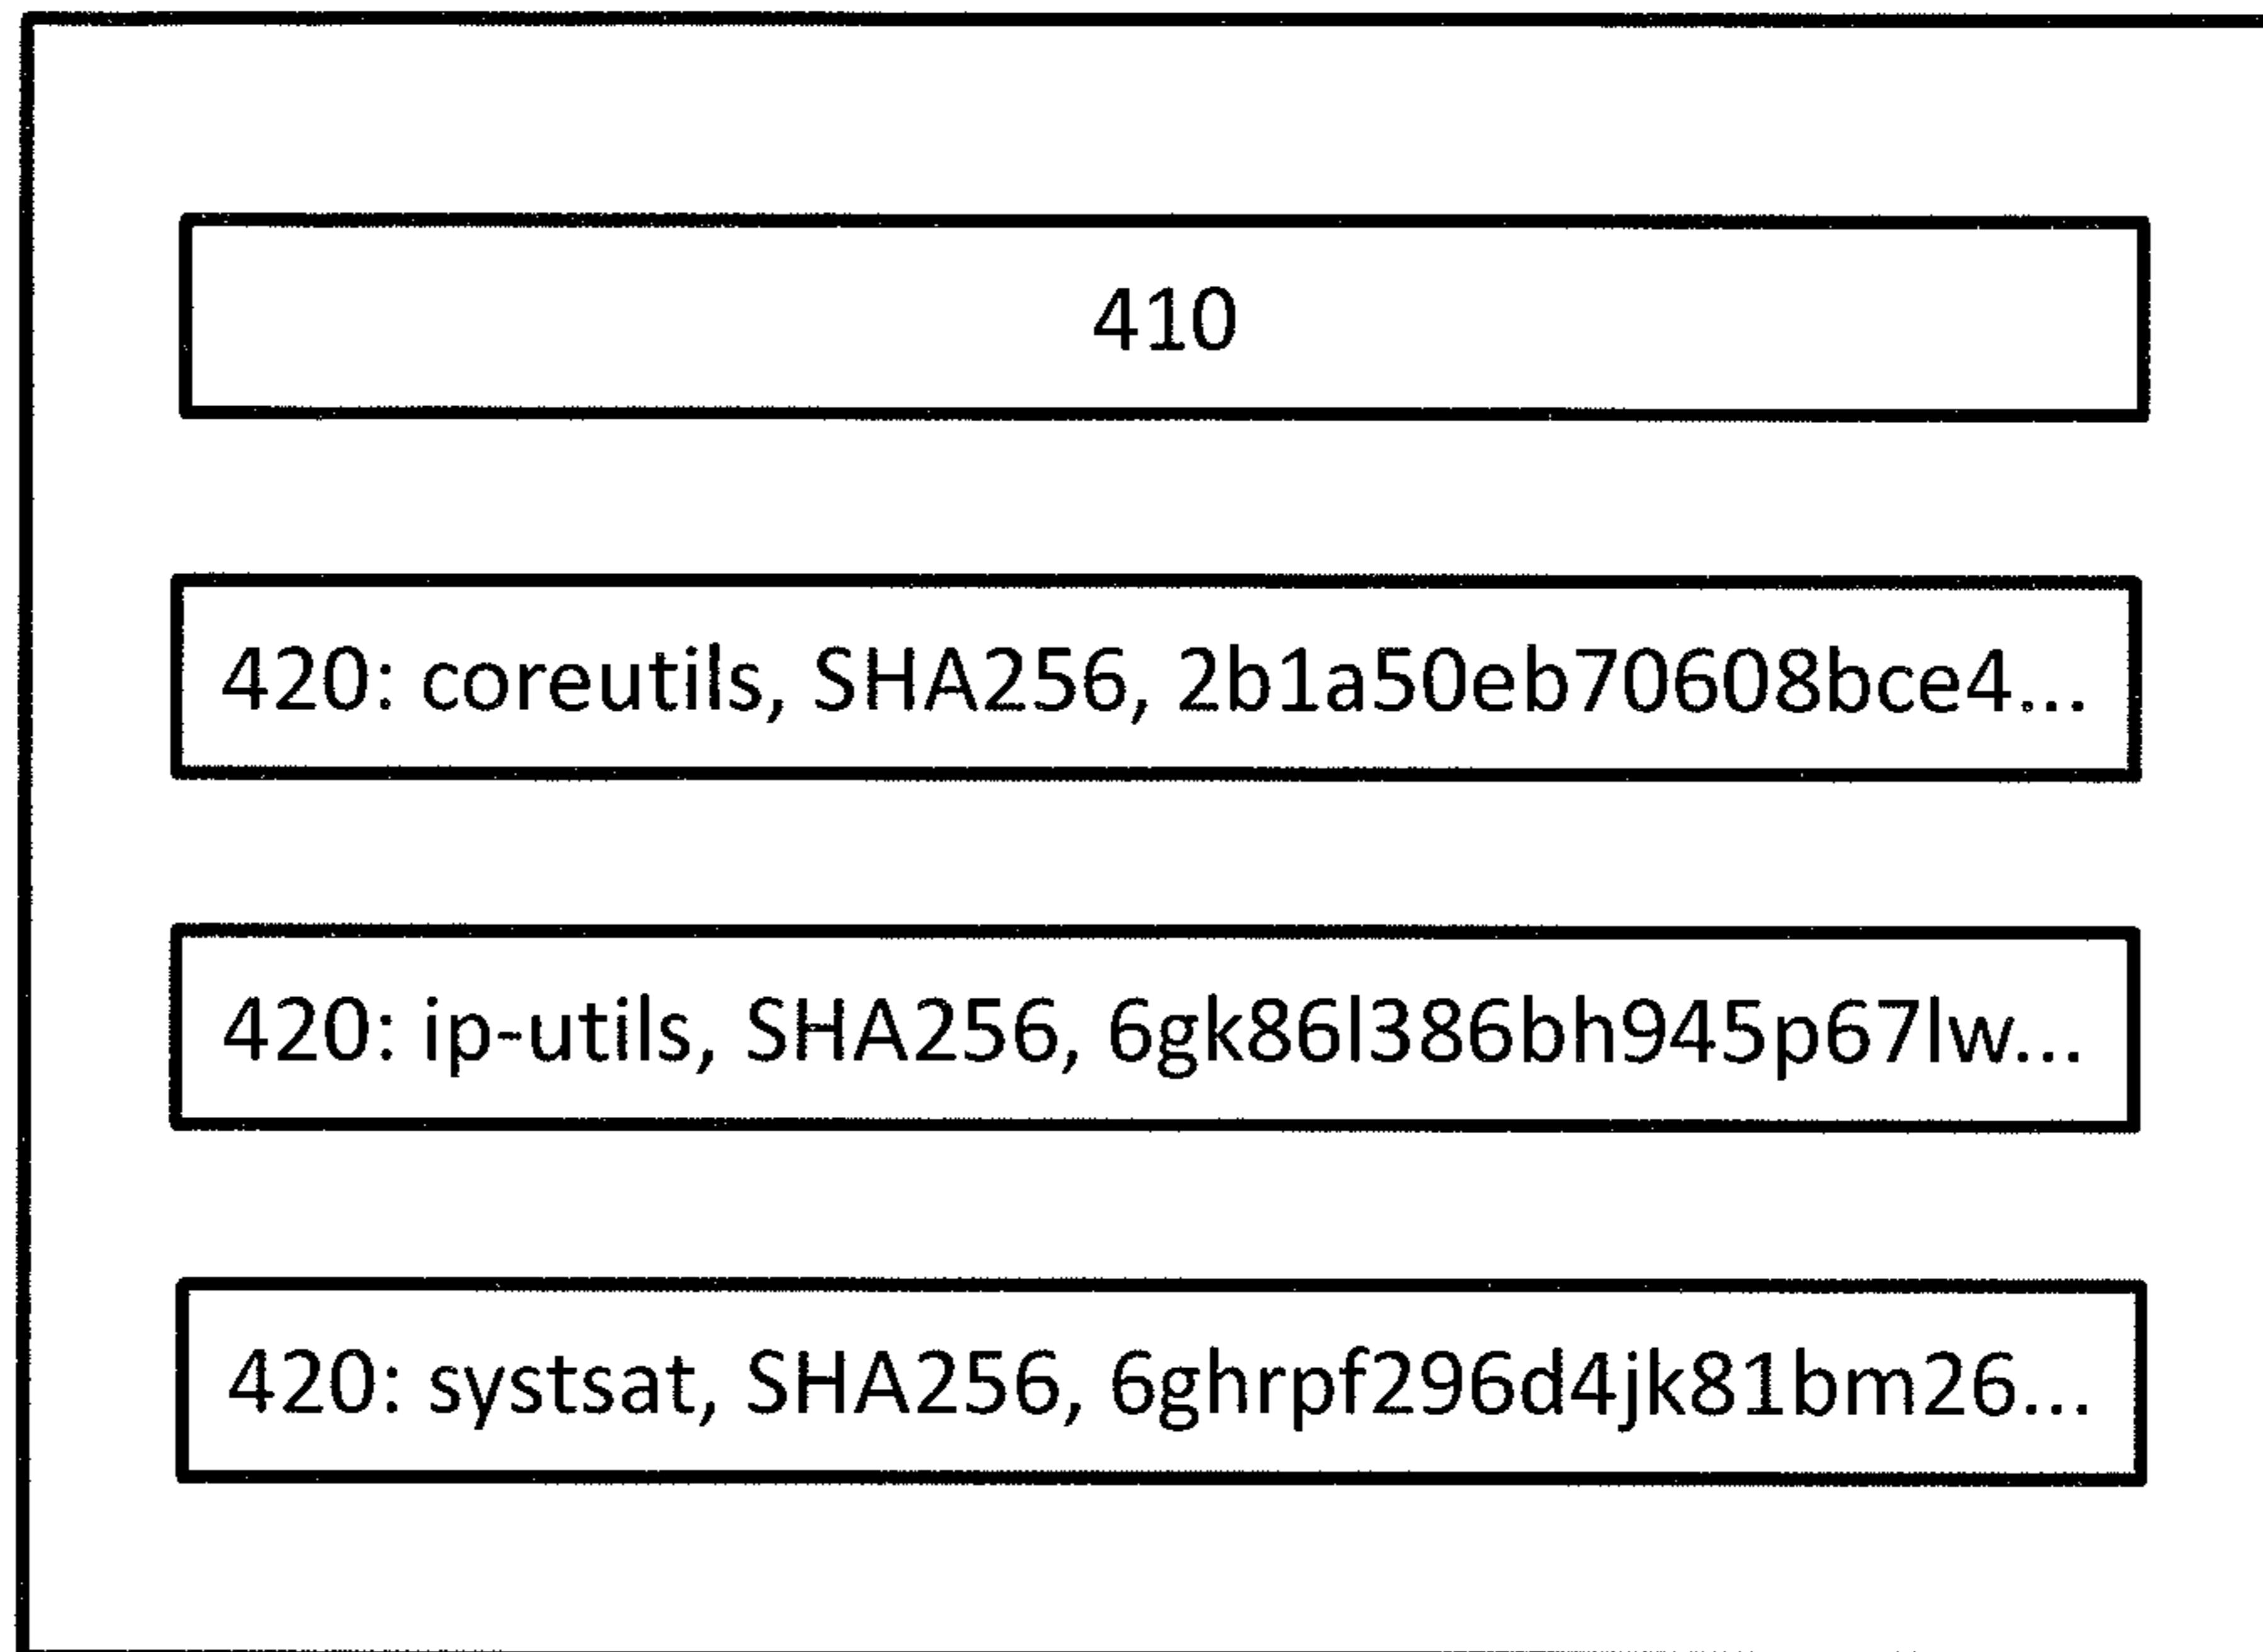 410
420: coreutils, SHA256, 2b1a50eb70608bce4...
420: ip-utils, SHA256, 6gk86l386bh945p67lw...
420: systsat, SHA256, 6ghrpf296d4jk81bm26...